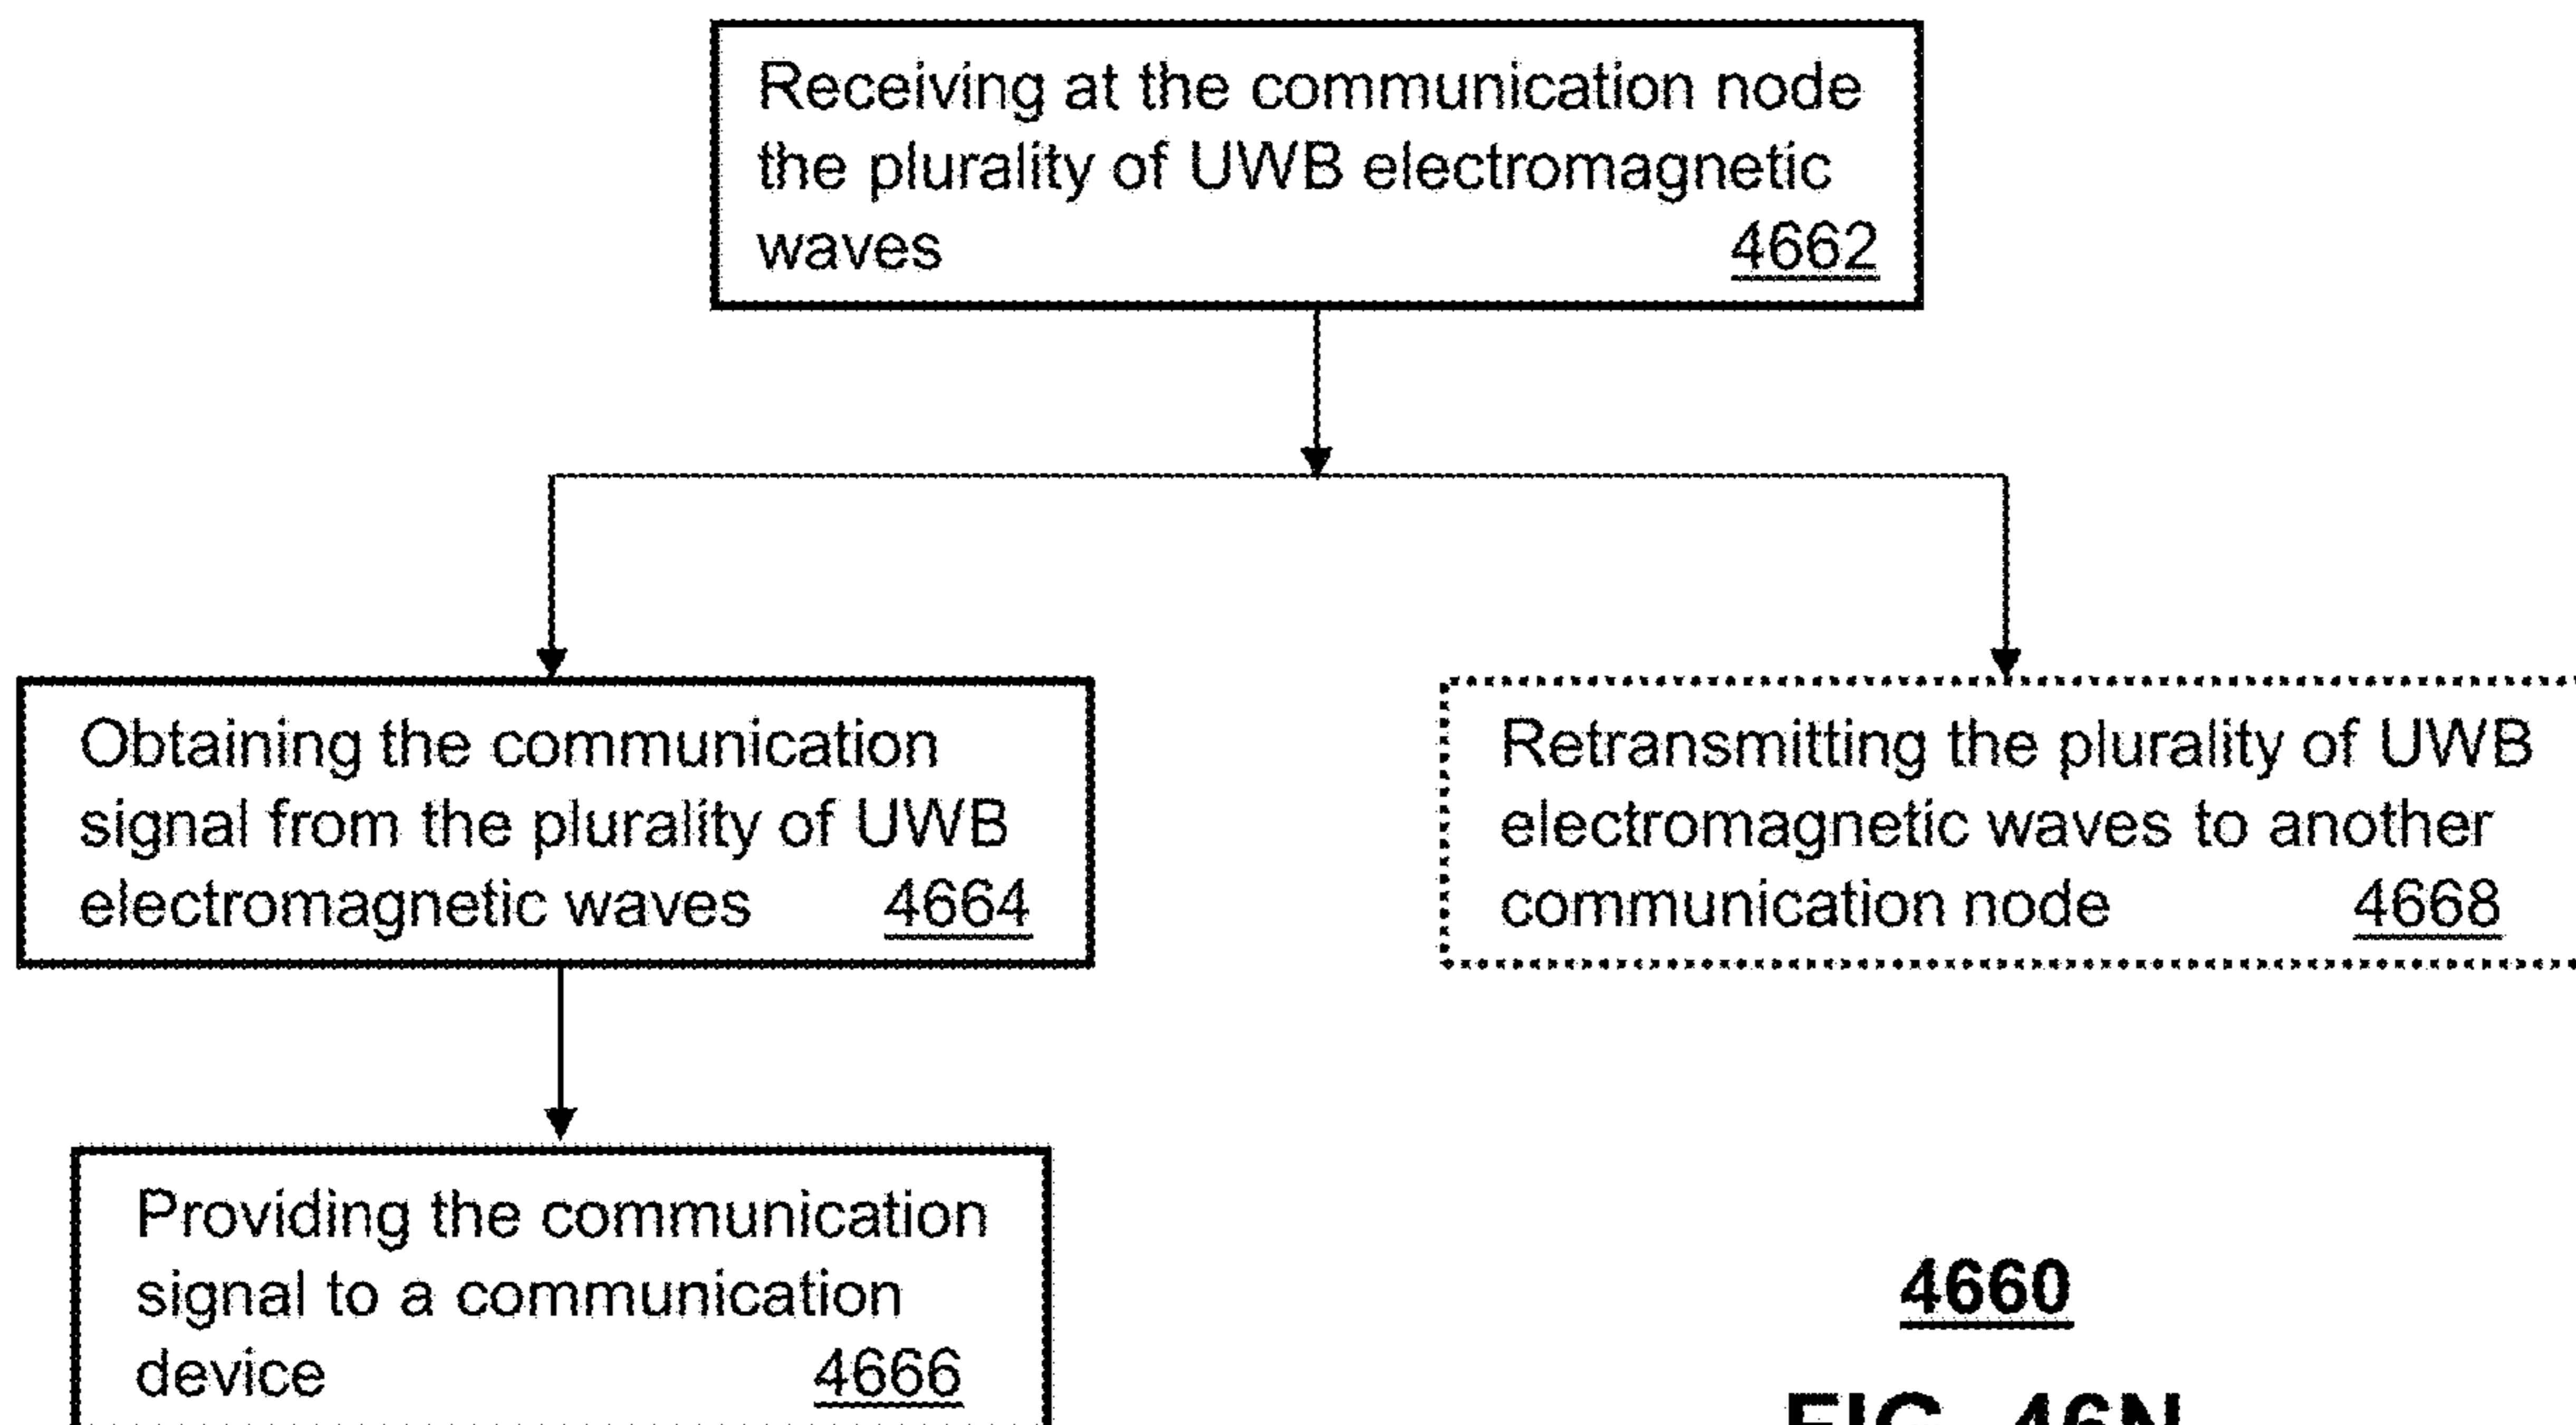 Receiving at the communication node
the plurality of UWB electromagnetic
waves 4662
Obtaining the communication
signal from the plurality of UWB
electromagnetic waves 4664
Retransmitting the plurality of UWB
electromagnetic waves to another
communication node 4668
Providing the communication
signal to a communication
device 4666
4660
FIG. 46N